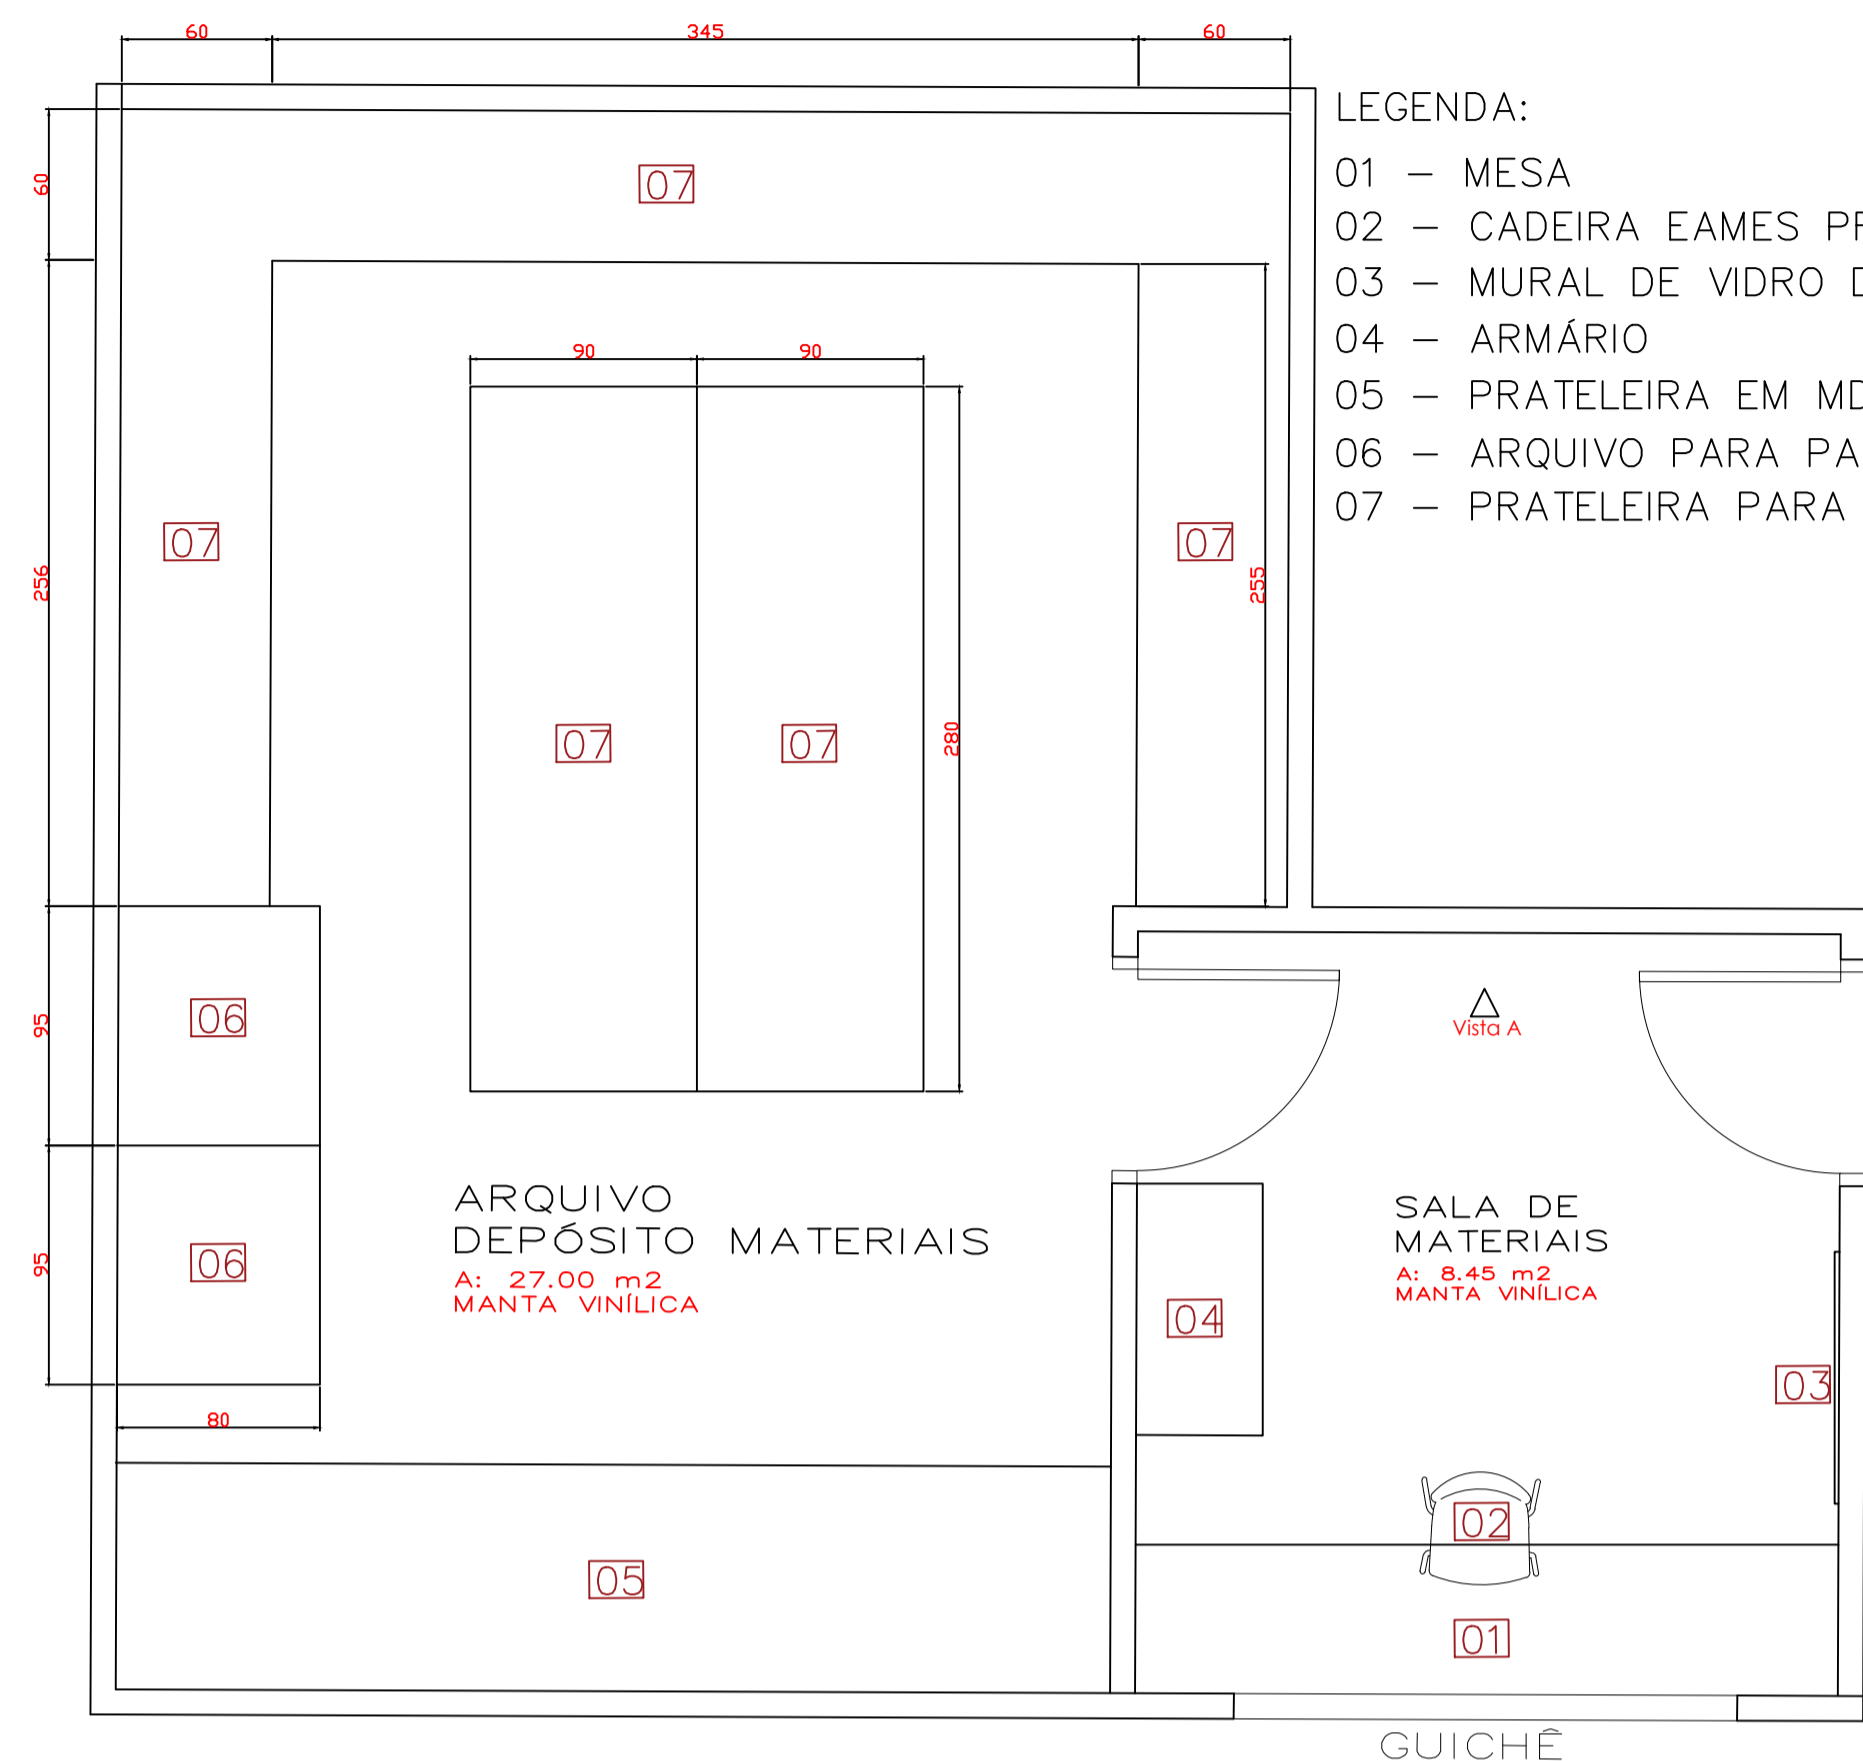 60 345 60
LEGENDA:
01 – MESA
02 – CADEIRA EAMES
03 – MURAL DE VIDRO
04 – ARMÁRIO
05 – PRATELEIRA EM
06 – ARQUIVO PARA
07 – PRATELEIRA PARA
60
07
90 90
07
07
256
255
07
07
280
06
95
Vista A
ARQUIVO
DEPÓSITO MATERIAIS
A: 27.00 m2
MANTA VINÍLICA
SALA DE
MATERIAIS
A: 8.45 m2
MANTA VINÍLICA
06
95
04
03
80
02
05
01
GUICHÊ